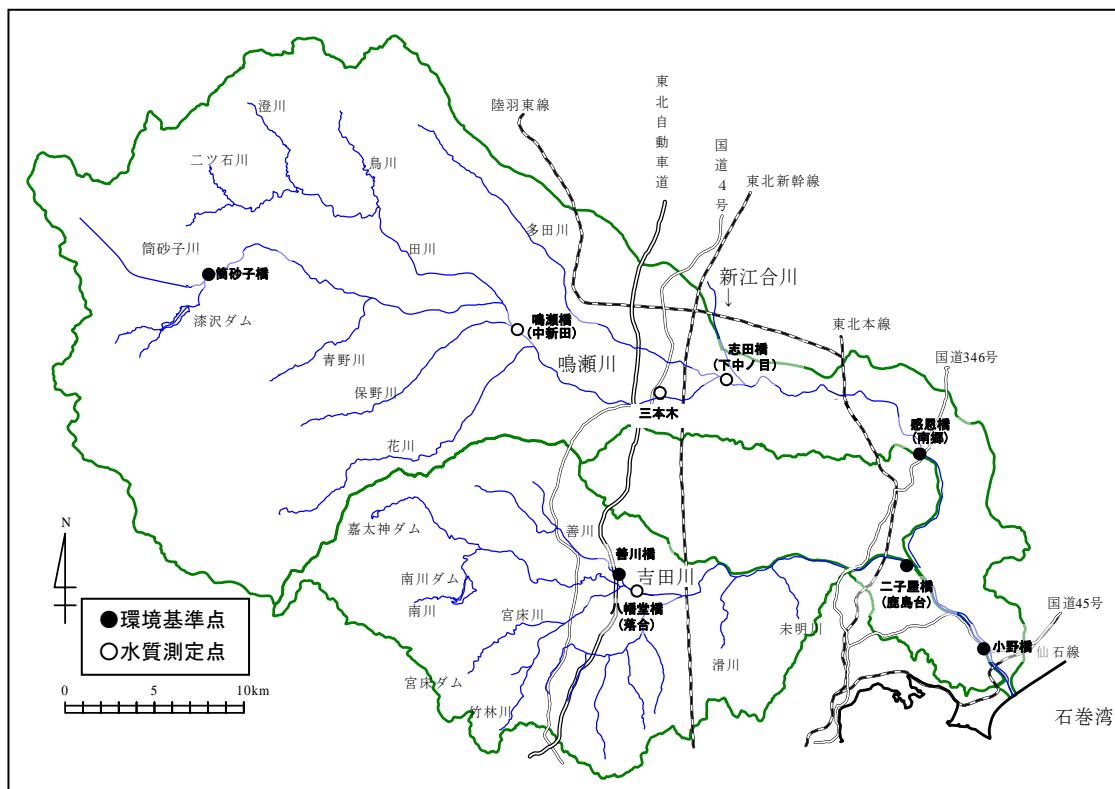 澄川
陸羽東線
東北自動車道
国道4号
二ツ石川
鳥川
東北新幹線
多田川
田川
筒砂子川
筒砂子橋
新江合川
漆沢ダム
鳴瀬橋
(中新田)
東北本線
志田橋
(下中ノ目)
国道346号
青野川
鳴瀬川
保野川
三本木
感恩橋
(南郷)
花川
嘉太神ダム
善川
N
善川橋
吉田川
二子屋橋
(鹿島台)
南川ダム
南川
八幡堂橋
(落合)
宮床川
国道45号
●環境基準点
○水質測定点
未明川
小野橋
仙石線
滑川
宮床ダム
0 5 10km
竹林川
石巻湾